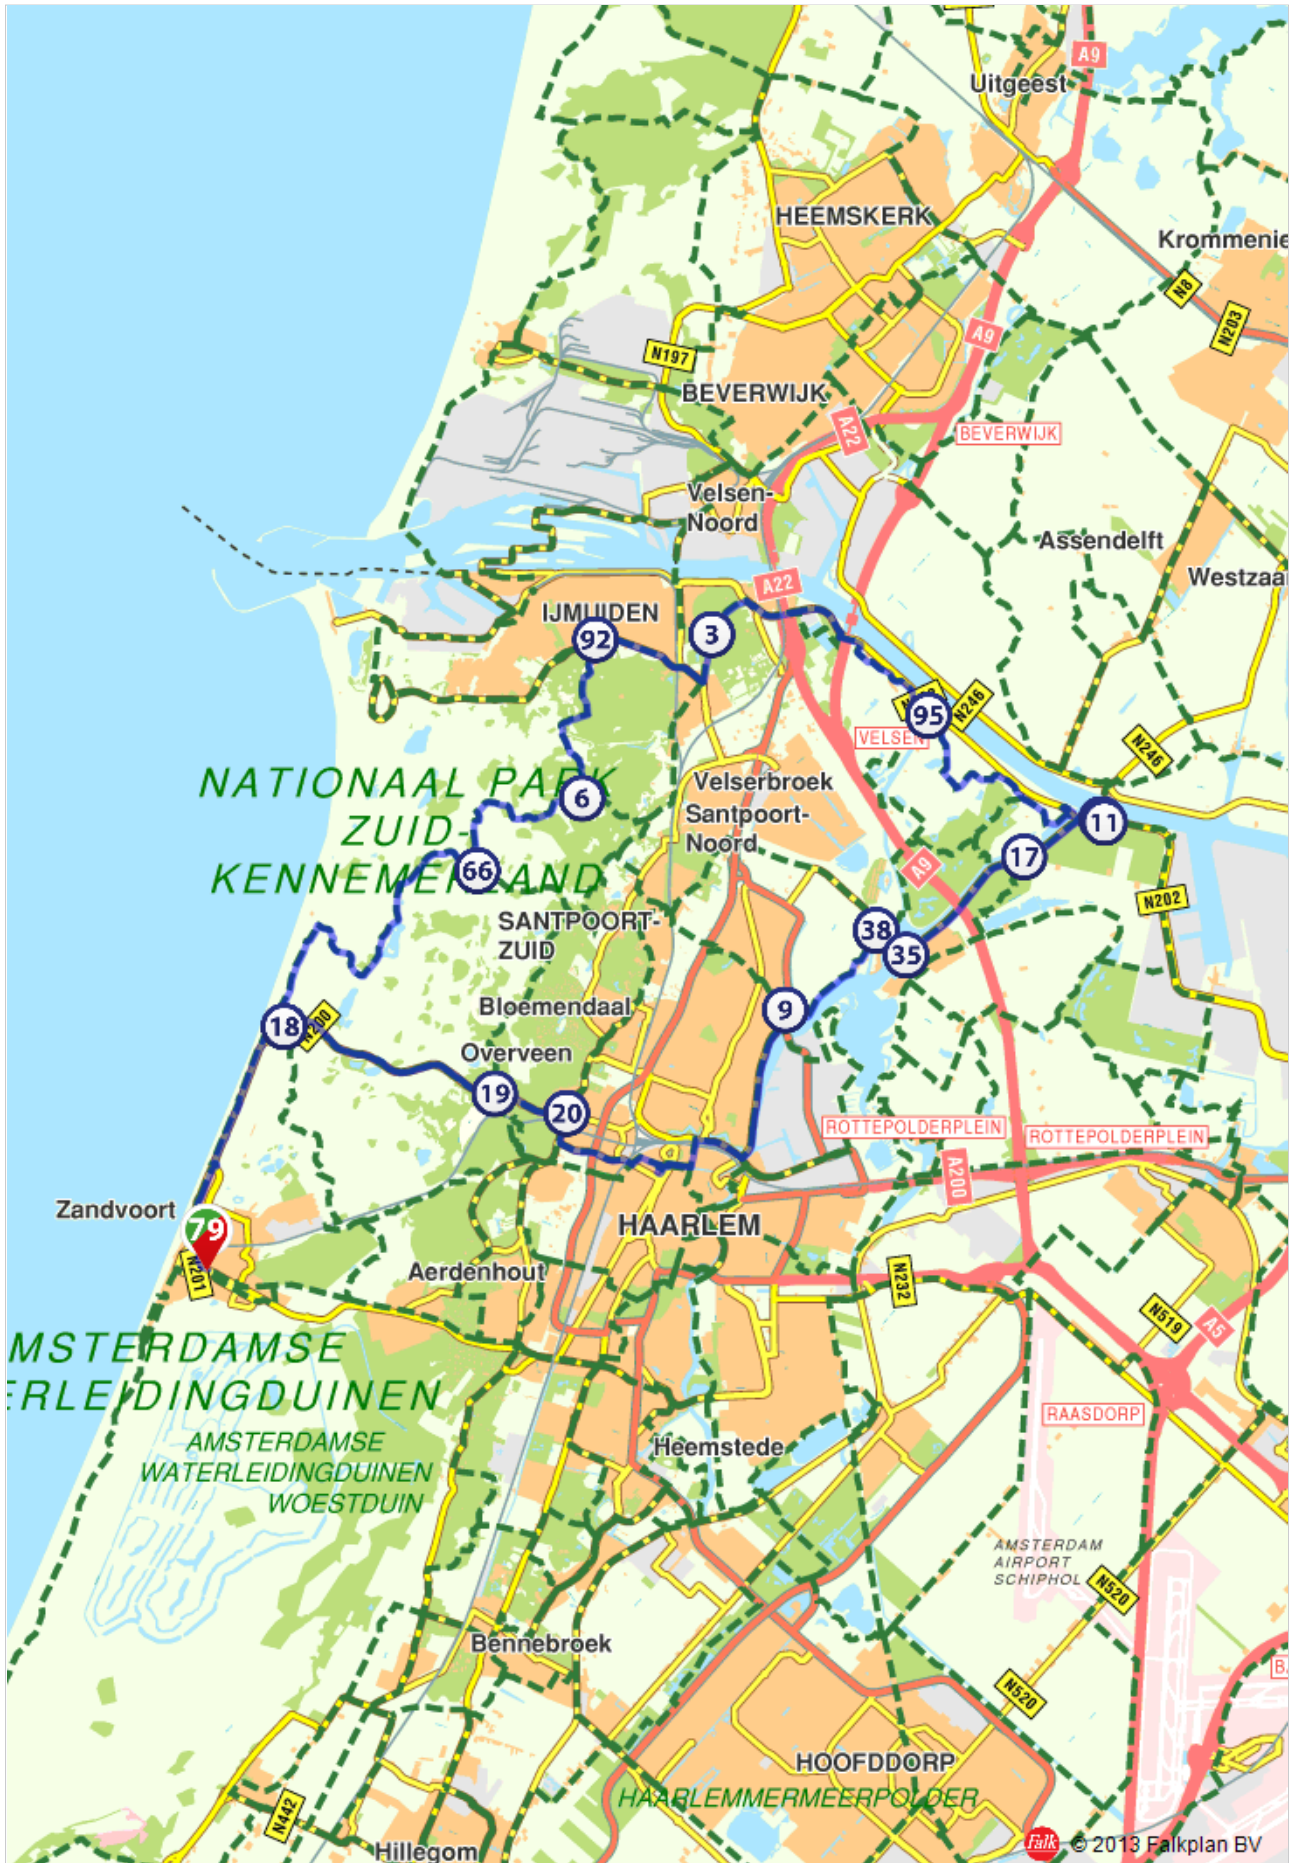 A9
Uitgeest
HEEMSKERK
Krommenie
N8
N203
A9
N197
BEVERWIJK
A22
BEVERWIJK
Velsen-
Noord
Assendelft
Westzaa
A22
IJMUIDEN
92
3
95
N246
VELSEN
N246
NATIONAAL PARK
ZUID-
KENNEMERLAND
6
Velserbroek
Santpoort-
Noord
11
17
66
A9
N202
SANTPOORT-
ZUID
38
35
Bloemendaal
9
18
N200
Overveen
19
20
ROTTEPOLDERPLEIN
ROTTEPOLDERPLEIN
A200
Zandvoort
79
HAARLEM
N201
Aerdenhout
N232
N519
A5
MSTERDAMSE
ERLEIDINGDUINEN
RAASDORP
AMSTERDAMSE
WATERLEIDINGDUINEN
WOESTDUIN
Heemstede
AMSTERDAM
AIRPORT
SCHIPHOL
N520
Bennebroek
N520
HOOFDDORP
HAARLEMMERMEERPOLDER
N442
Hillegom
Falk © 2013 Falkplan BV